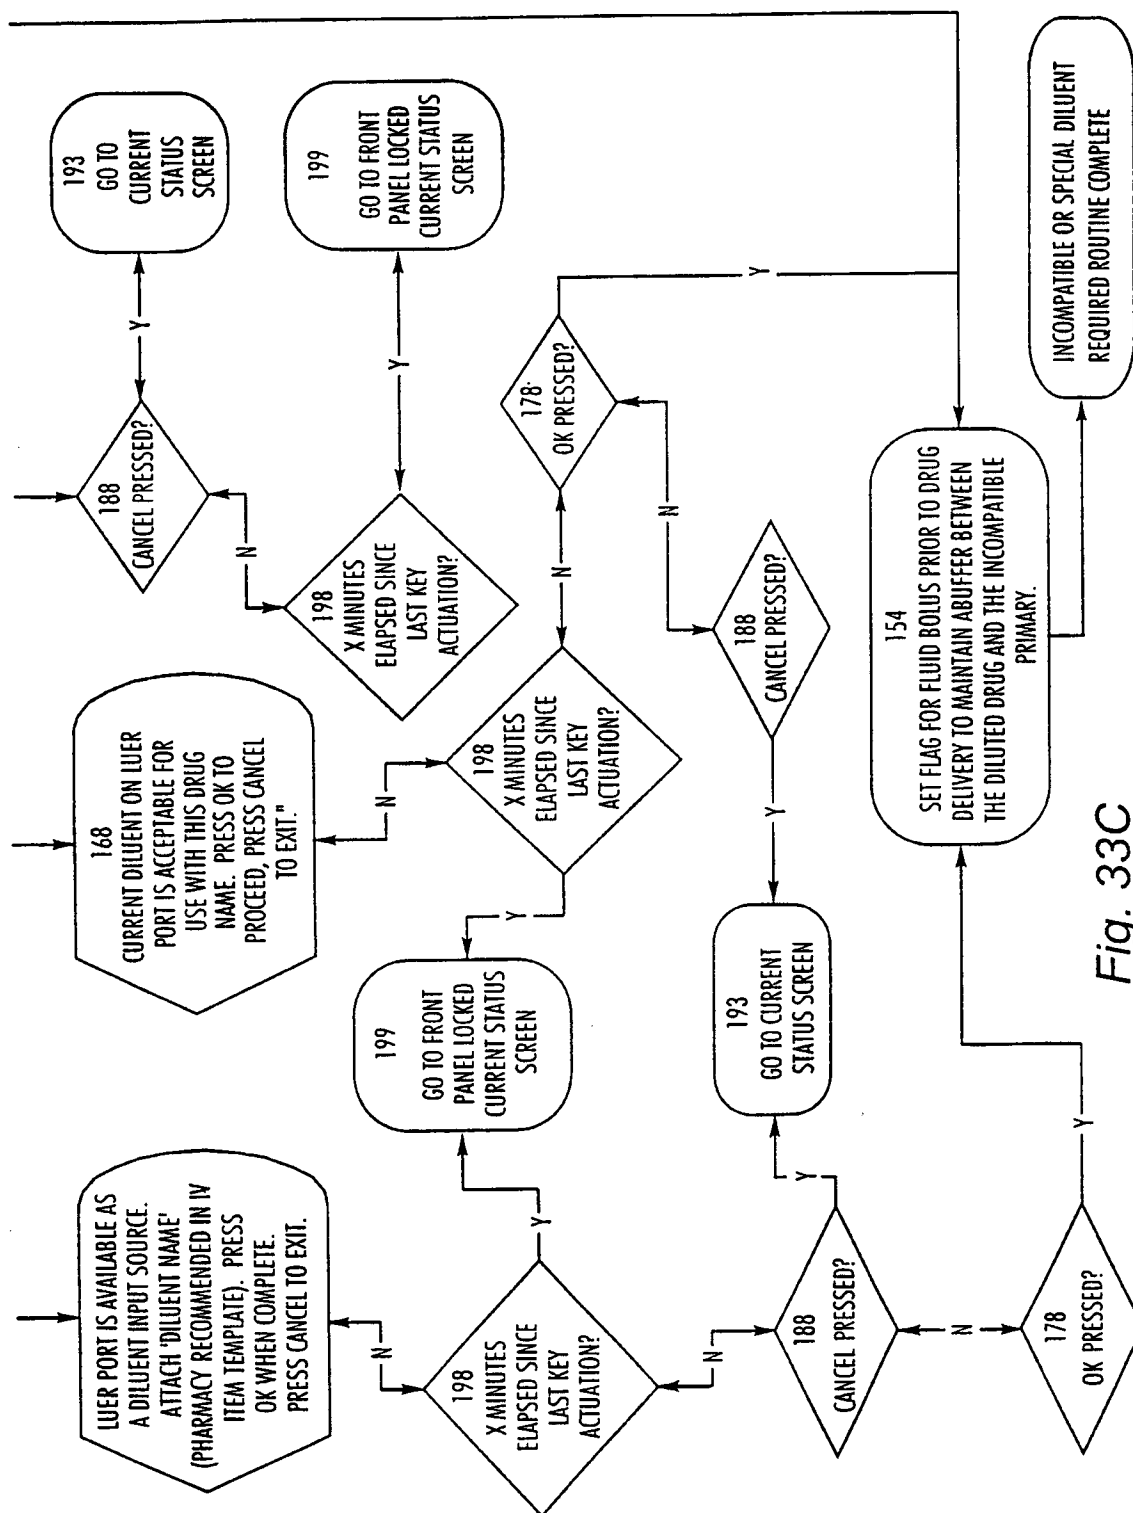 LUER PORT IS AVAILABLE AS
A DILUENT INPUT SOURCE.
ATTACH 'DILUENT NAME'
(PHARMACY RECOMMENDED IN IV
ITEM TEMPLATE). PRESS
OK WHEN COMPLETE.
PRESS CANCEL TO EXIT.
168
CURRENT DILUENT ON LUER
PORT IS ACCEPTABLE FOR
USE WITH THIS DRUG
NAME. PRESS OK TO
PROCEED, PRESS CANCEL
TO EXIT."
188
CANCEL PRESSED?
Y
193
GO TO
CURRENT
STATUS
SCREEN
N
198
X MINUTES
ELAPSED SINCE
LAST KEY
ACTUATION?
Y
199
GO TO FRONT
PANEL LOCKED
CURRENT STATUS
SCREEN
N
198
X MINUTES
ELAPSED SINCE
LAST KEY
ACTUATION?
Y
199
GO TO FRONT
PANEL LOCKED
CURRENT STATUS
SCREEN
Y
N
198
X MINUTES
ELAPSED SINCE
LAST KEY
ACTUATION?
N
178
OK PRESSED?
Y
N
188
CANCEL PRESSED?
Y
193
GO TO CURRENT
STATUS SCREEN
Y
N
188
CANCEL PRESSED?
N
178
OK PRESSED?
Y
154
SET FLAG FOR FLUID BOLUS PRIOR TO DRUG
DELIVERY TO MAINTAIN ABUFFER BETWEEN
THE DILUTED DRUG AND THE INCOMPATIBLE
PRIMARY.
INCOMPATIBLE OR SPECIAL DILUENT
REQUIRED ROUTINE COMPLETE
Fig. 33C